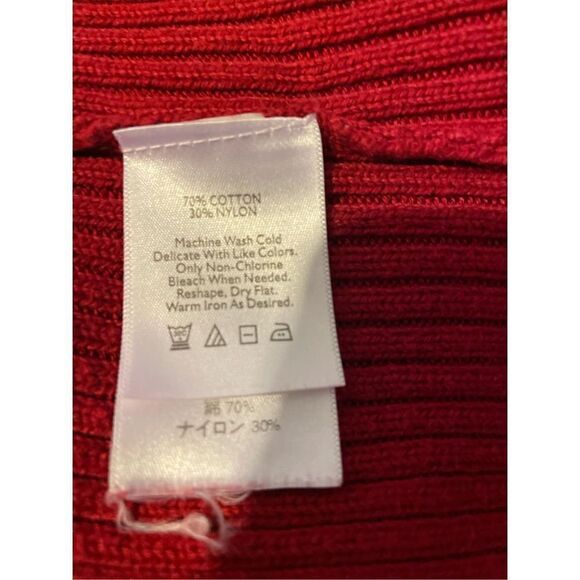 70% COTTON
30% NYLON
Machine Wash Cold
Delicate With Like Colors.
Only Non-Chlorine
Bleach When Needed.
Reshape, Dry Flat.
Warm Iron As Desired.
30C
綿 70%
ナイロン 30%